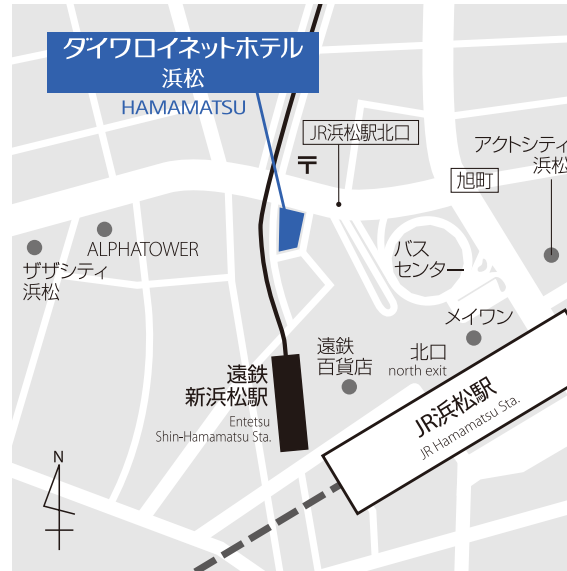 ダイワロイネットホテル
浜松
HAMAMATSU
JR浜松駅北口
〒
アクトシティ
浜松
旭町
ALPHATOWER
ザザシティ
浜松
バス
センター
メイワン
遠鉄
百貨店
北口
north exit
遠鉄
新浜松駅
Entetsu
Shin-Hamamatsu Sta.
JR浜松駅
JR Hamamatsu Sta.
N